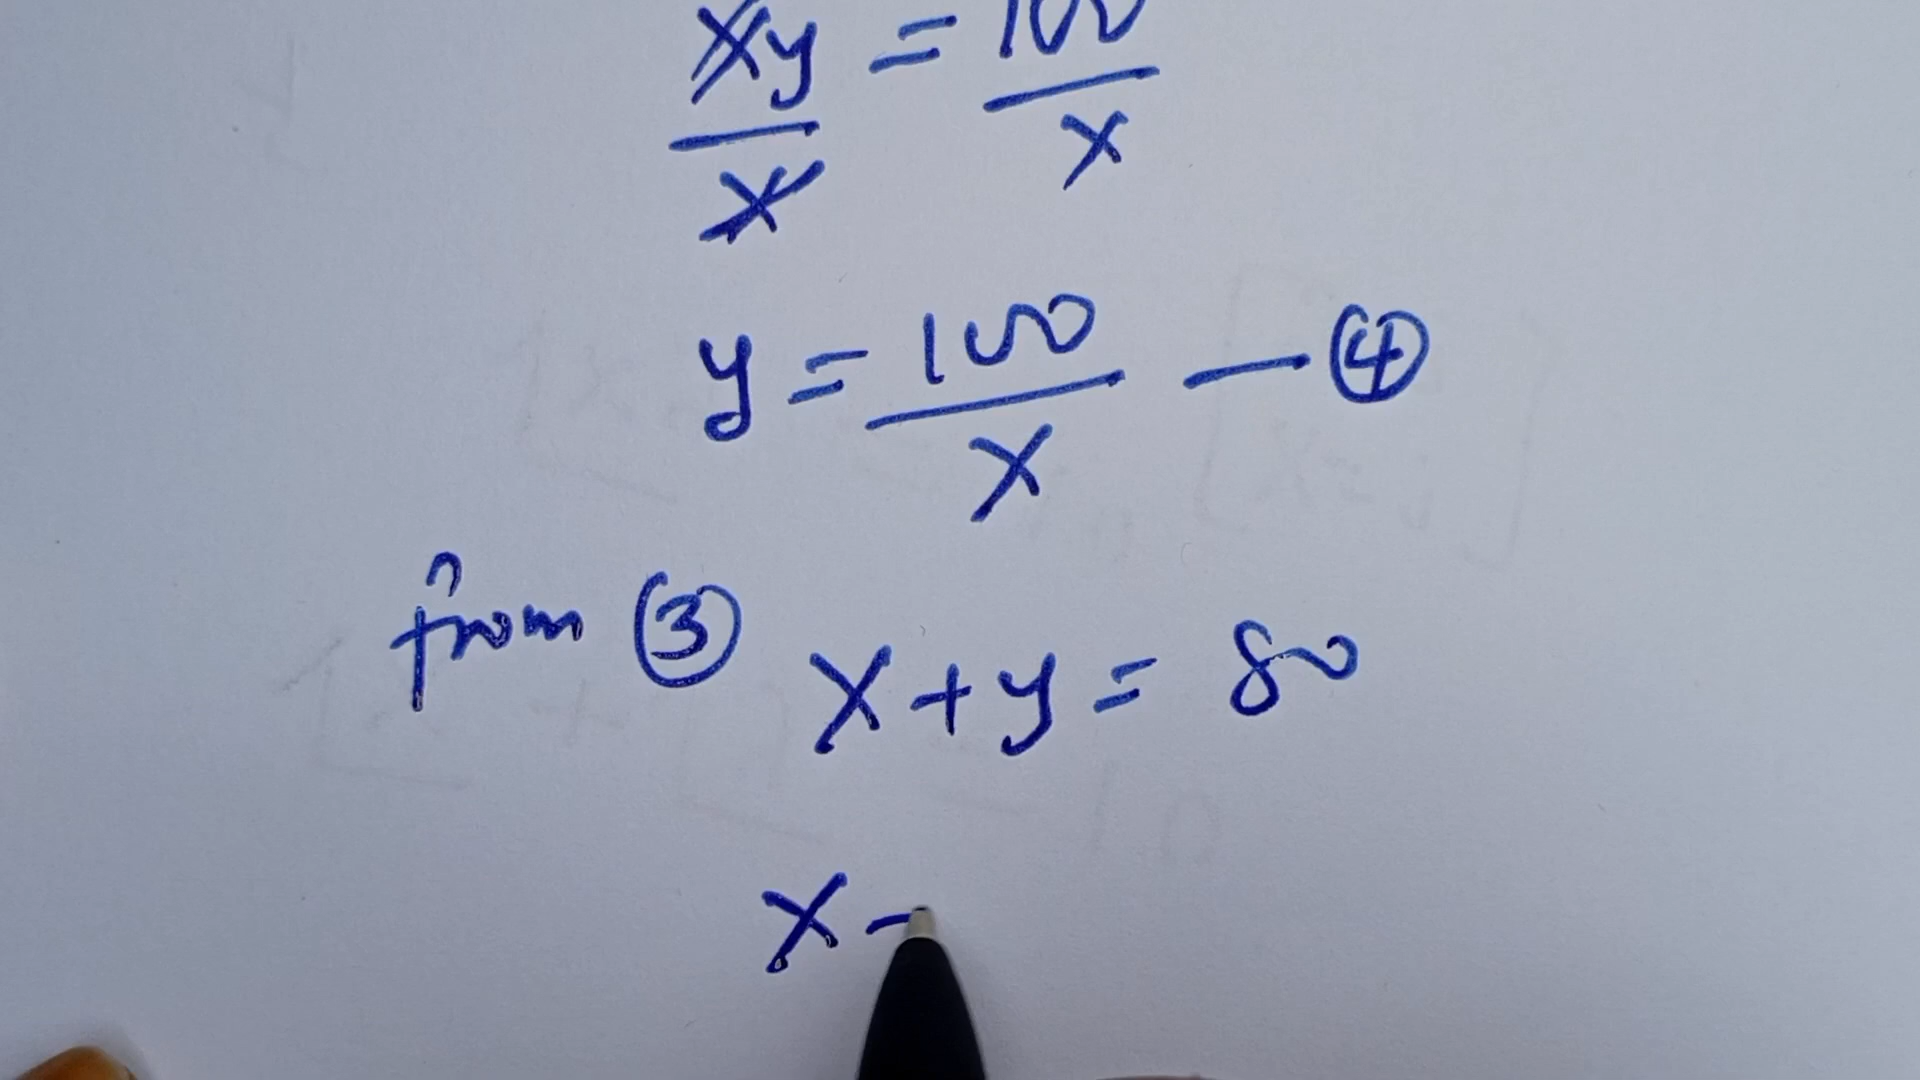 xy/x = 100/x
y = 100/x — ④
from ③ x + y = 80
x -